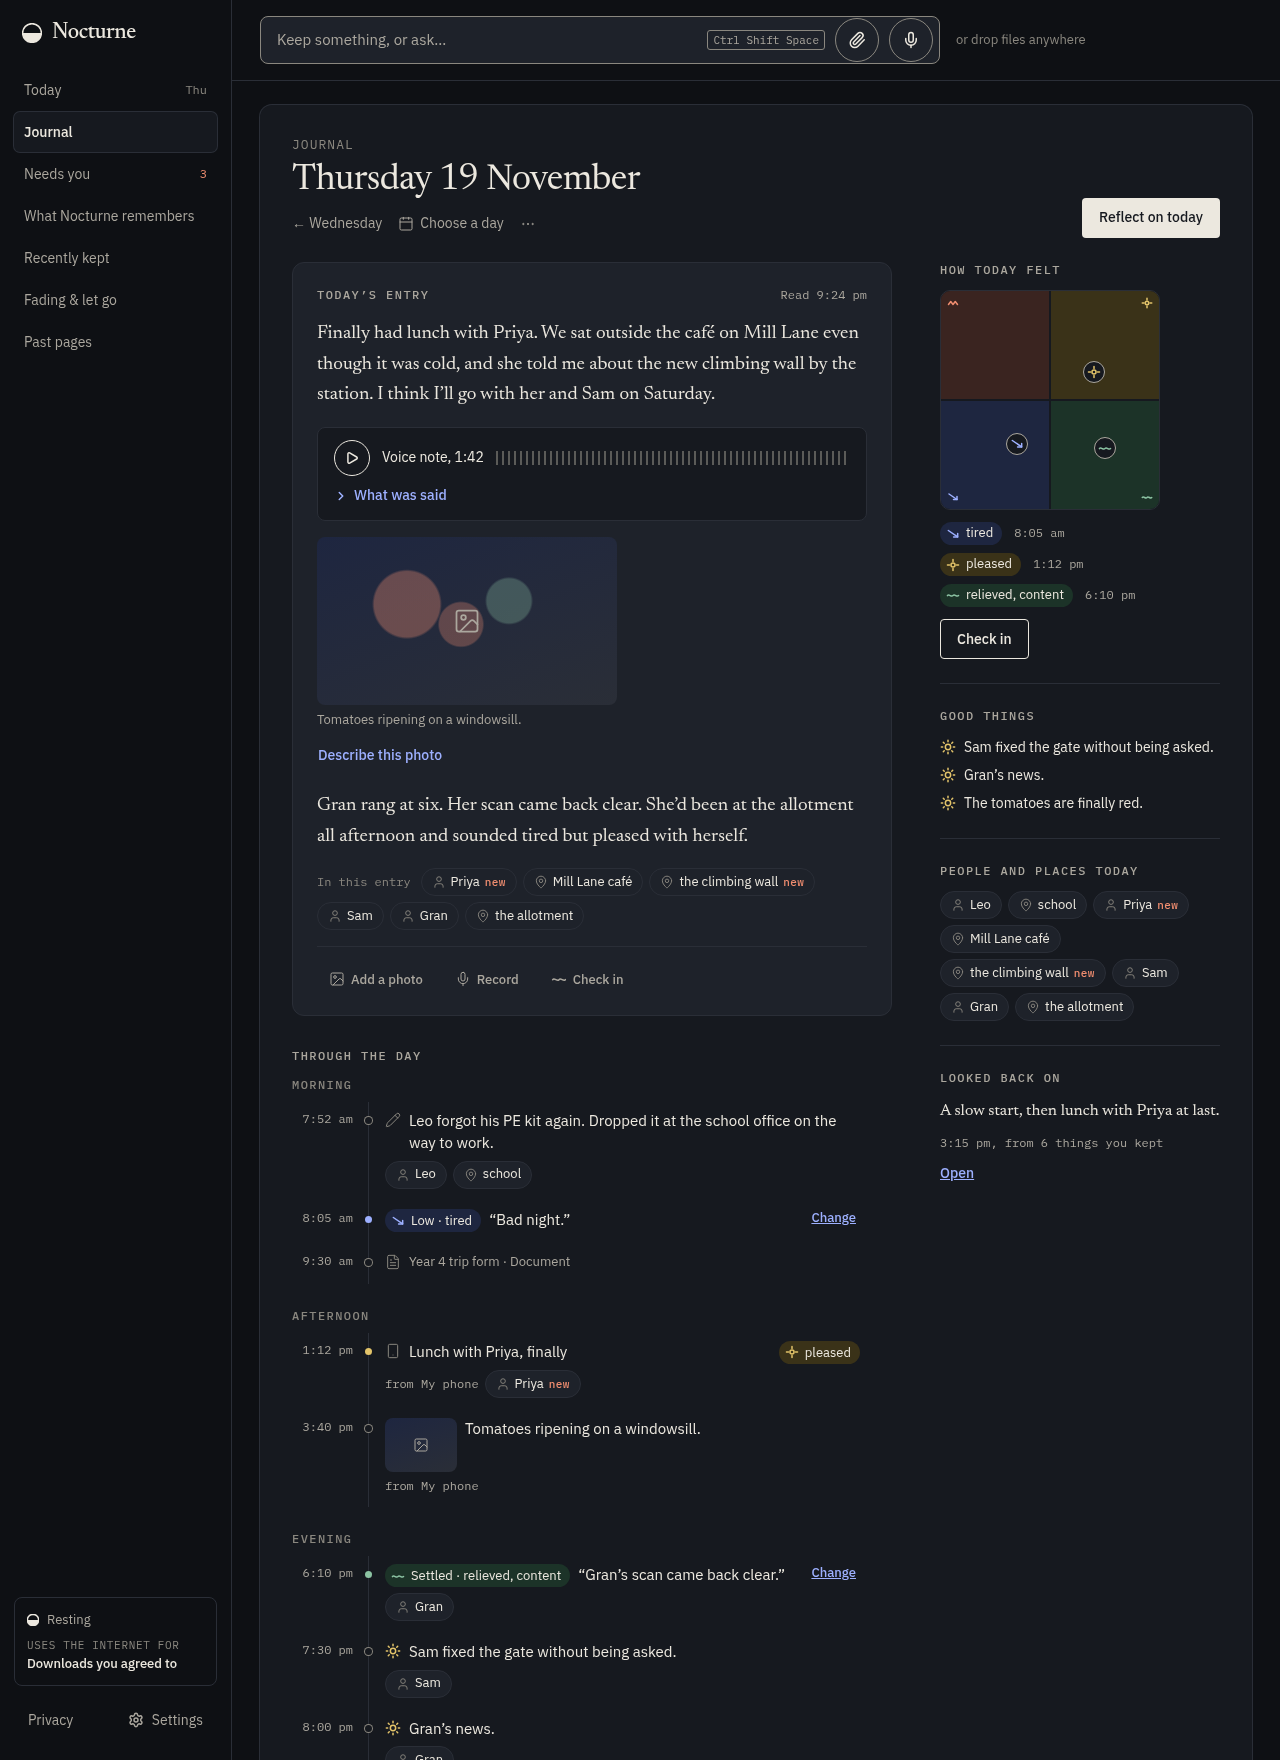 Nocturne
Today Thu
Journal
Needs you 3
What Nocturne remembers
Recently kept
Fading & let go
Past pages
Resting
USES THE INTERNET FOR
Downloads you agreed to
Privacy Settings
Keep something, or ask... Ctrl Shift Space or drop files anywhere
JOURNAL
Thursday 19 November
← Wednesday Choose a day ···
Reflect on today
TODAY’S ENTRY Read 9:24 pm
Finally had lunch with Priya. We sat outside the café on Mill Lane even
though it was cold, and she told me about the new climbing wall by the
station. I think I’ll go with her and Sam on Saturday.
Voice note, 1:42
What was said
Tomatoes ripening on a windowsill.
Describe this photo
Gran rang at six. Her scan came back clear. She’d been at the allotment
all afternoon and sounded tired but pleased with herself.
In this entry Priya new Mill Lane café the climbing wall new
Sam Gran the allotment
Add a photo Record Check in
THROUGH THE DAY
MORNING
7:52 am Leo forgot his PE kit again. Dropped it at the school office on the
way to work.
Leo school
8:05 am Low · tired “Bad night.” Change
9:30 am Year 4 trip form · Document
AFTERNOON
1:12 pm Lunch with Priya, finally pleased
from My phone Priya new
3:40 pm Tomatoes ripening on a windowsill.
from My phone
EVENING
6:10 pm Settled · relieved, content “Gran’s scan came back clear.” Change
Gran
7:30 pm Sam fixed the gate without being asked.
Sam
8:00 pm Gran’s news.
Gran
HOW TODAY FELT
tired 8:05 am
pleased 1:12 pm
relieved, content 6:10 pm
Check in
GOOD THINGS
Sam fixed the gate without being asked.
Gran’s news.
The tomatoes are finally red.
PEOPLE AND PLACES TODAY
Leo school Priya new
Mill Lane café
the climbing wall new Sam
Gran the allotment
LOOKED BACK ON
A slow start, then lunch with Priya at last.
3:15 pm, from 6 things you kept
Open